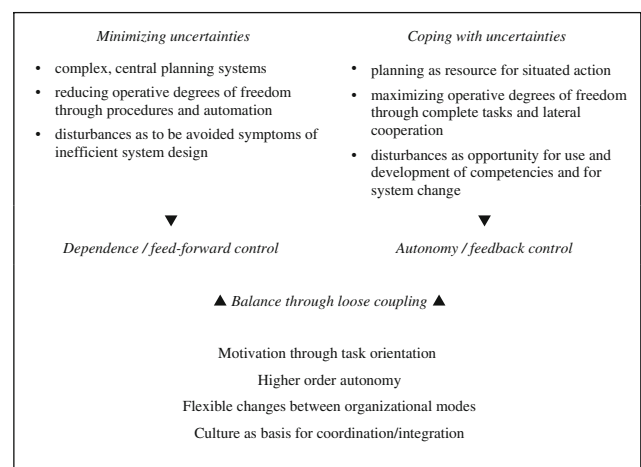 Minimizing uncertainties
• complex, central planning systems
• reducing operative degrees of freedom
through procedures and automation
• disturbances as to be avoided symptoms of
inefficient system design
Coping with uncertainties
• planning as resource for situated action
• maximizing operative degrees of freedom
through complete tasks and lateral
cooperation
• disturbances as opportunity for use and
development of competencies and for
system change
▼
Dependence / feed-forward control
▼
Autonomy / feedback control
▲ Balance through loose coupling ▲
Motivation through task orientation
Higher order autonomy
Flexible changes between organizational modes
Culture as basis for coordination/integration